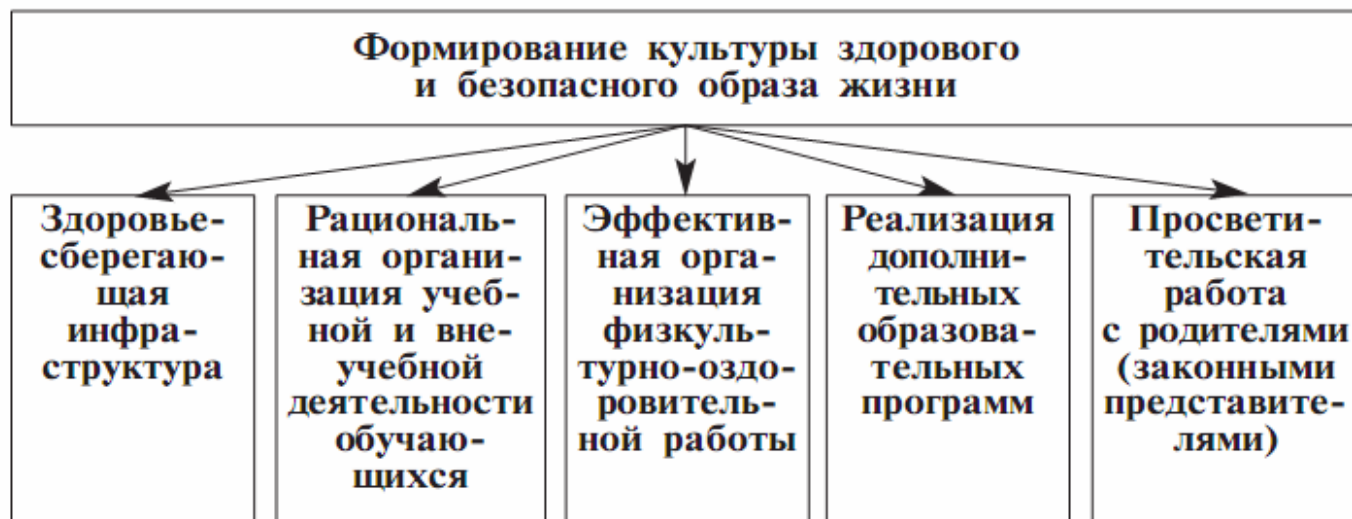 Формирование культуры здорового
и безопасного образа жизни
Здоровье-
сберегаю-
щая
инфра-
структура
Рациональ-
ная органи-
зация учеб-
ной и вне-
учебной
деятельности
обучаю-
щихся
Эффектив-
ная орга-
низация
физкуль-
турно-оздо-
ровитель-
ной работы
Реализация
дополни-
тельных
образова-
тельных
программ
Просвети-
тельская
работа
с родителями
(законными
представите-
лями)